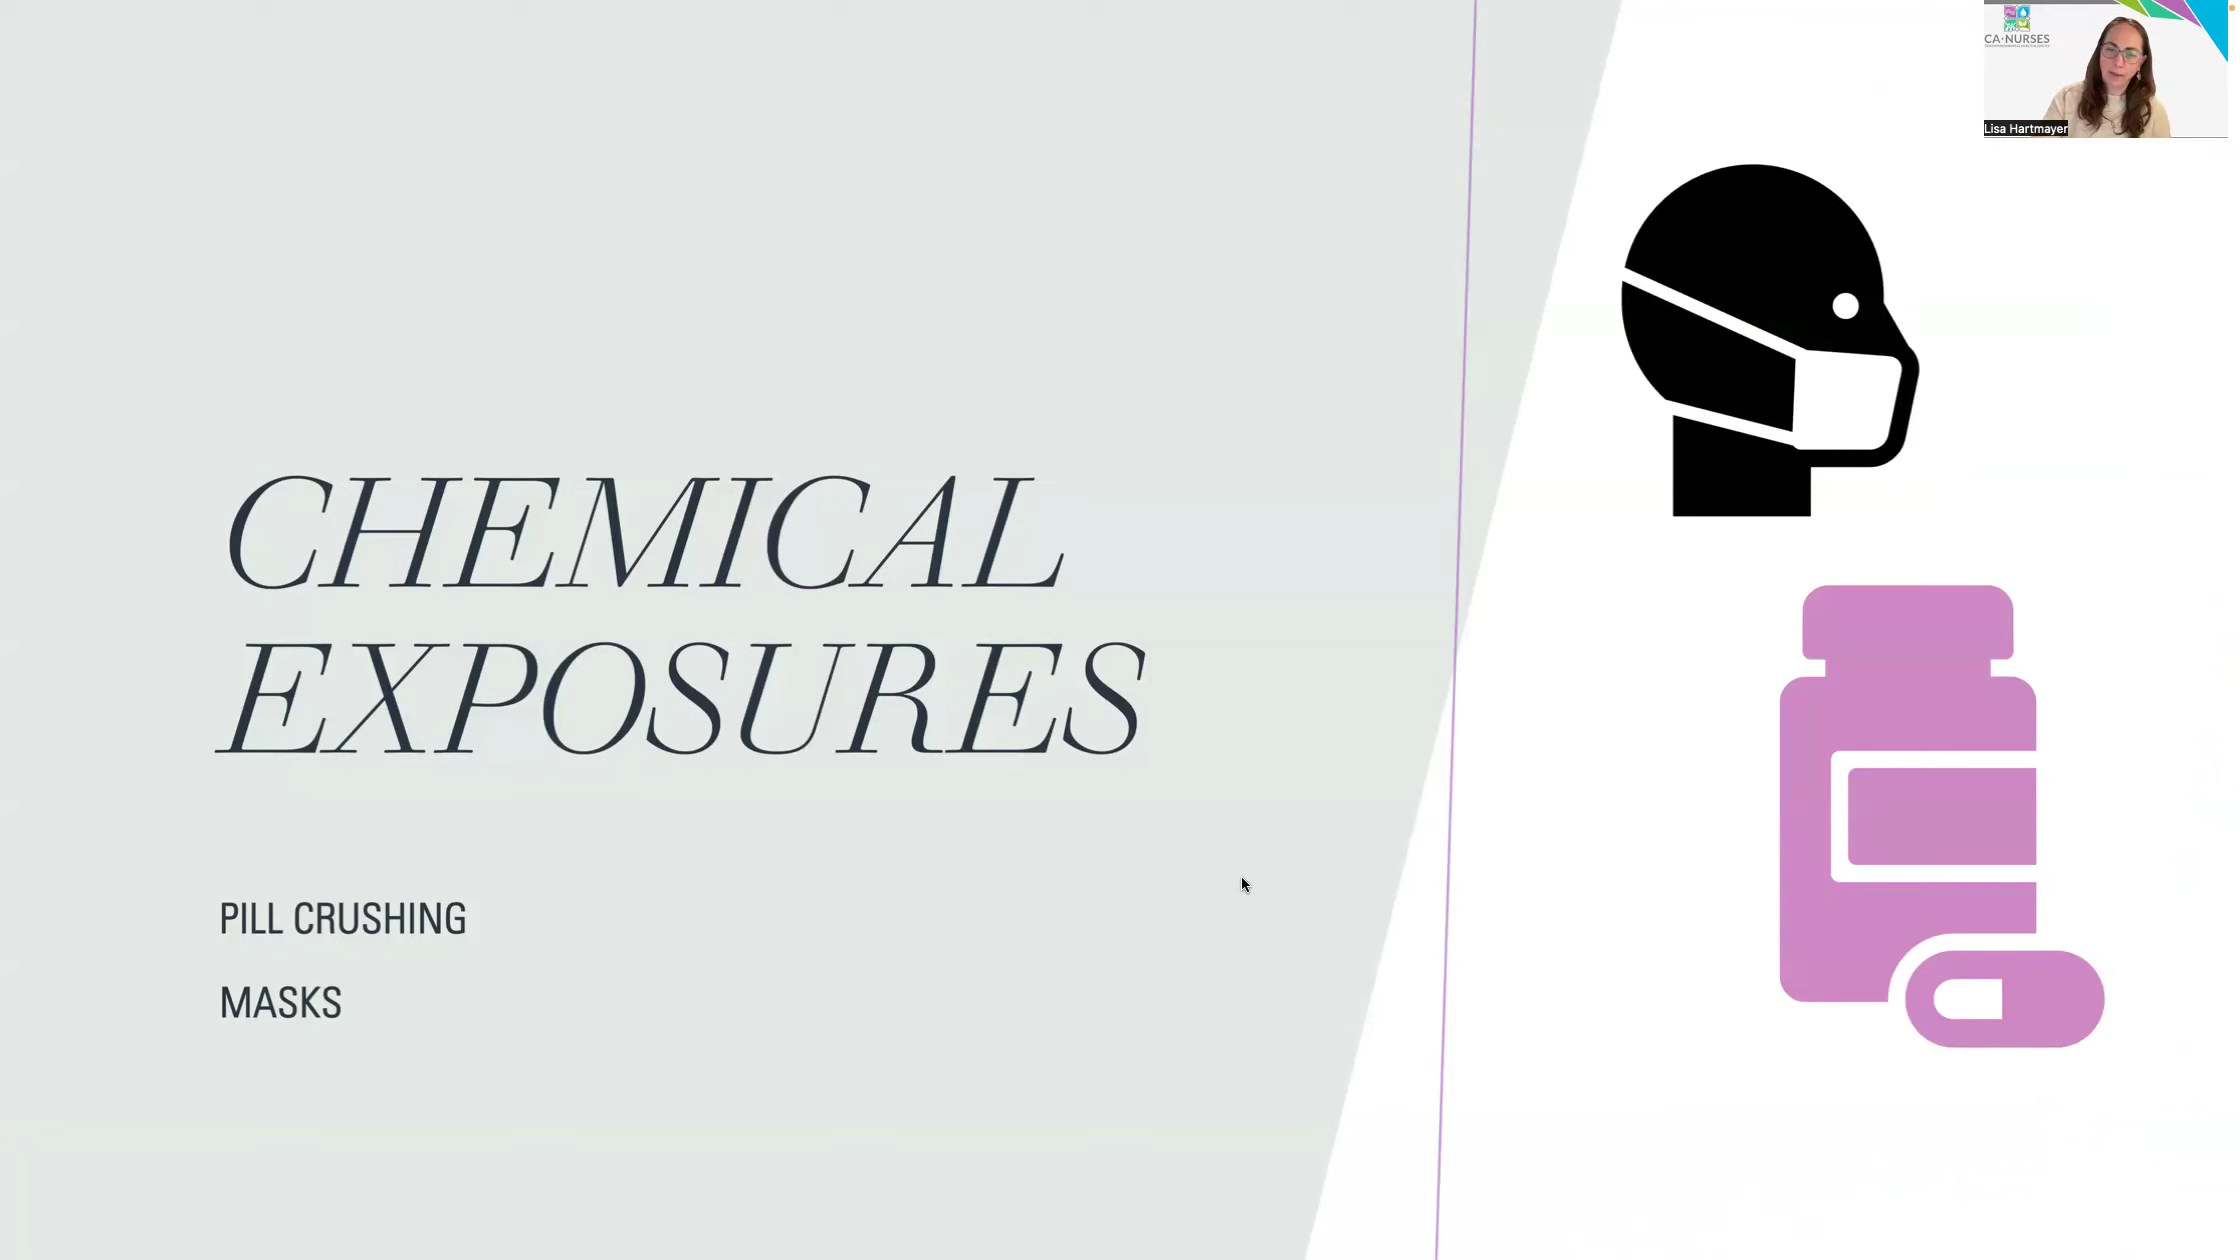 CHEMICAL
EXPOSURES
PILL CRUSHING
MASKS
CA·NURSES
Lisa Hartmayer